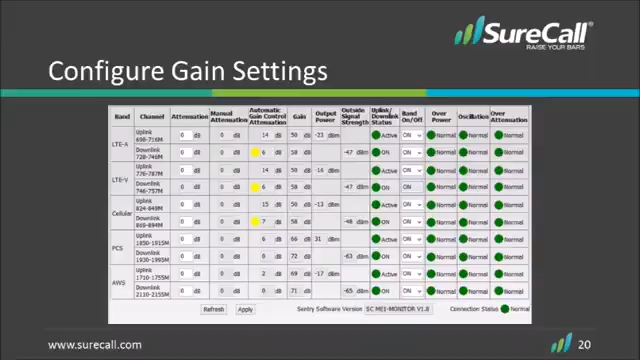 SureCall
RAISE YOUR BARS
Configure Gain Settings
Band Channel Attenuation Manual Attenuation Automatic Gain Control Attenuation Gain Output Power Outside Signal Strength Uplink/ Downlink Status Band On/Off Over Power Oscillation Over Attenuation
LTE-A
Uplink 698-716M 0 dB 0 dB 14 dB 50 dB -23 dBm Active ON Normal Normal Normal
Downlink 728-746M 0 dB 0 dB 6 dB 58 dB -47 dBm ON Normal Normal Normal
LTE-V
Uplink 776-787M 0 dB 0 dB 14 dB 50 dB -16 dBm Active ON Normal Normal Normal
Downlink 746-757M 0 dB 0 dB 6 dB 58 dB -47 dBm ON ON Normal Normal Normal
Cellular
Uplink 824-849M 0 dB 0 dB 15 dB 50 dB -13 dBm Active ON Normal Normal Normal
Downlink 869-894M 0 dB 0 dB 7 dB 58 dB dBm ON ON Normal Normal Normal
PCS
Uplink 1850-1915M 0 dB 0 dB 6 dB 66 dB 31 dBm Active ON Normal Normal Normal
Downlink 1930-1995M 0 dB 0 dB 0 dB 72 dB -63 dBm ON ON Normal Normal Normal
AWS
Uplink 1710-1755M 0 dB 0 dB 2 dB 69 dB -17 dBm Active ON Normal Normal Normal
Downlink 2110-2155M 0 dB 0 dB 0 dB 71 dB -65 dBm ON ON Normal Normal Normal
Refresh Apply Sentry Software Version SC MEI-MONITOR V1.8 Connection Status Normal
www.surecall.com 20